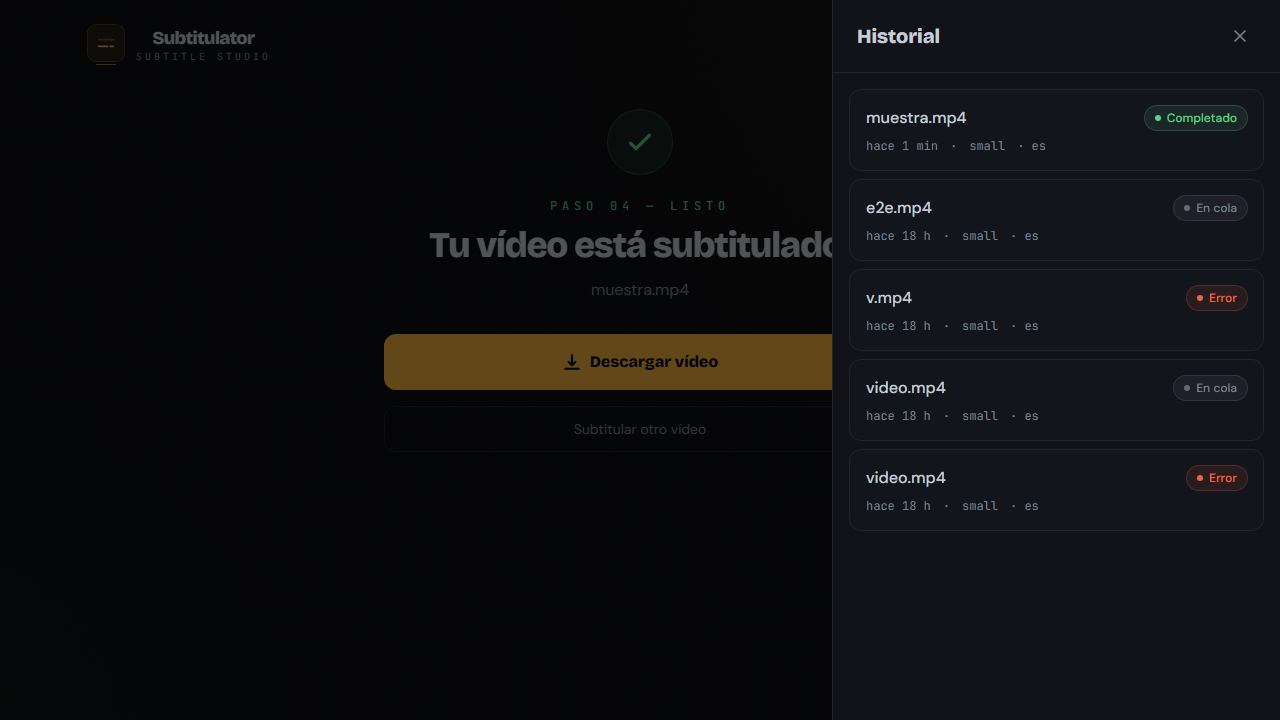 Subtitulator
SUBTITLE STUDIO
PASO 04 — LISTO
Tu vídeo está subtitulado
muestra.mp4
Descargar vídeo
Subtitular otro vídeo
Historial
muestra.mp4
Completado
hace 1 min · small · es
e2e.mp4
En cola
hace 18 h · small · es
v.mp4
Error
hace 18 h · small · es
video.mp4
En cola
hace 18 h · small · es
video.mp4
Error
hace 18 h · small · es